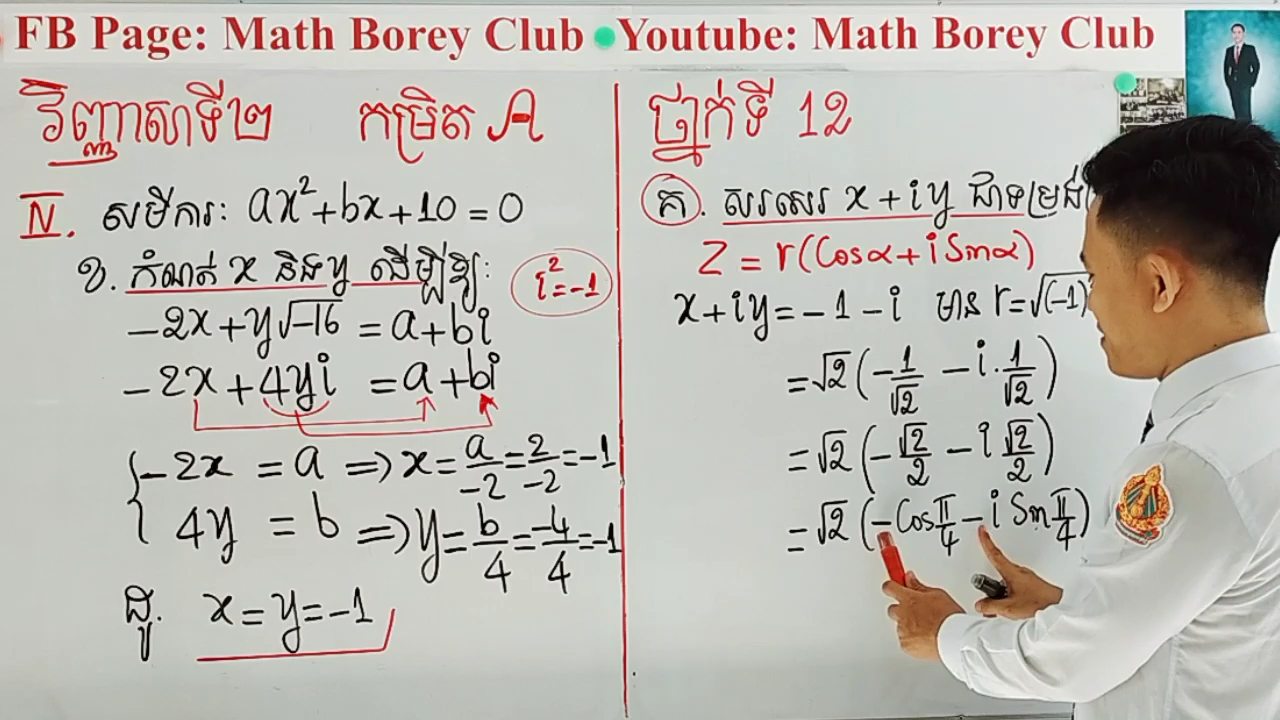 FB Page: Math Borey Club Youtube: Math Borey Club
វិញ្ញាសាទី២ កម្រិត A
IV. សមីការ: ax²+bx+10=0
ខ. កំណត់ x និង y ដើម្បីឱ្យ:
i²=-1
-2x+y√-16 = a+bi
-2x+4yi = a+bi
-2x = a ⇒ x = a/-2 = 2/-2 = -1
4y = b ⇒ y = b/4 = -4/4 = -1
ដូ. x = y = -1
ថ្នាក់ទី 12
គ. សរសេរ x+iy ជាទម្រង់
Z = r(Cosα+iSinα)
x+iy = -1-i មាន r=√(-1)²
= √2(-1/√2 - i.1/√2)
= √2(-√2/2 - i√2/2)
= √2(-Cosπ/4 - iSinπ/4)